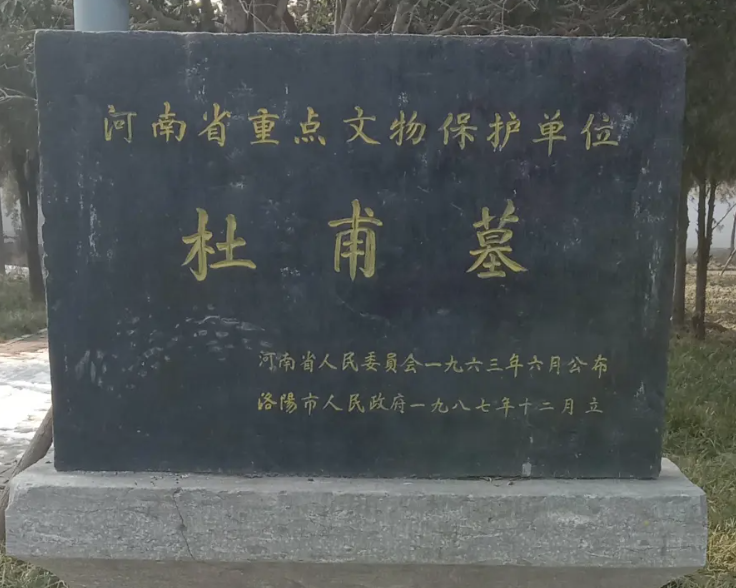 河南省重点文物保护单位
杜甫墓
河南省人民委員会一九六三年六月公布
洛陽市人民政府一九八七年十二月立